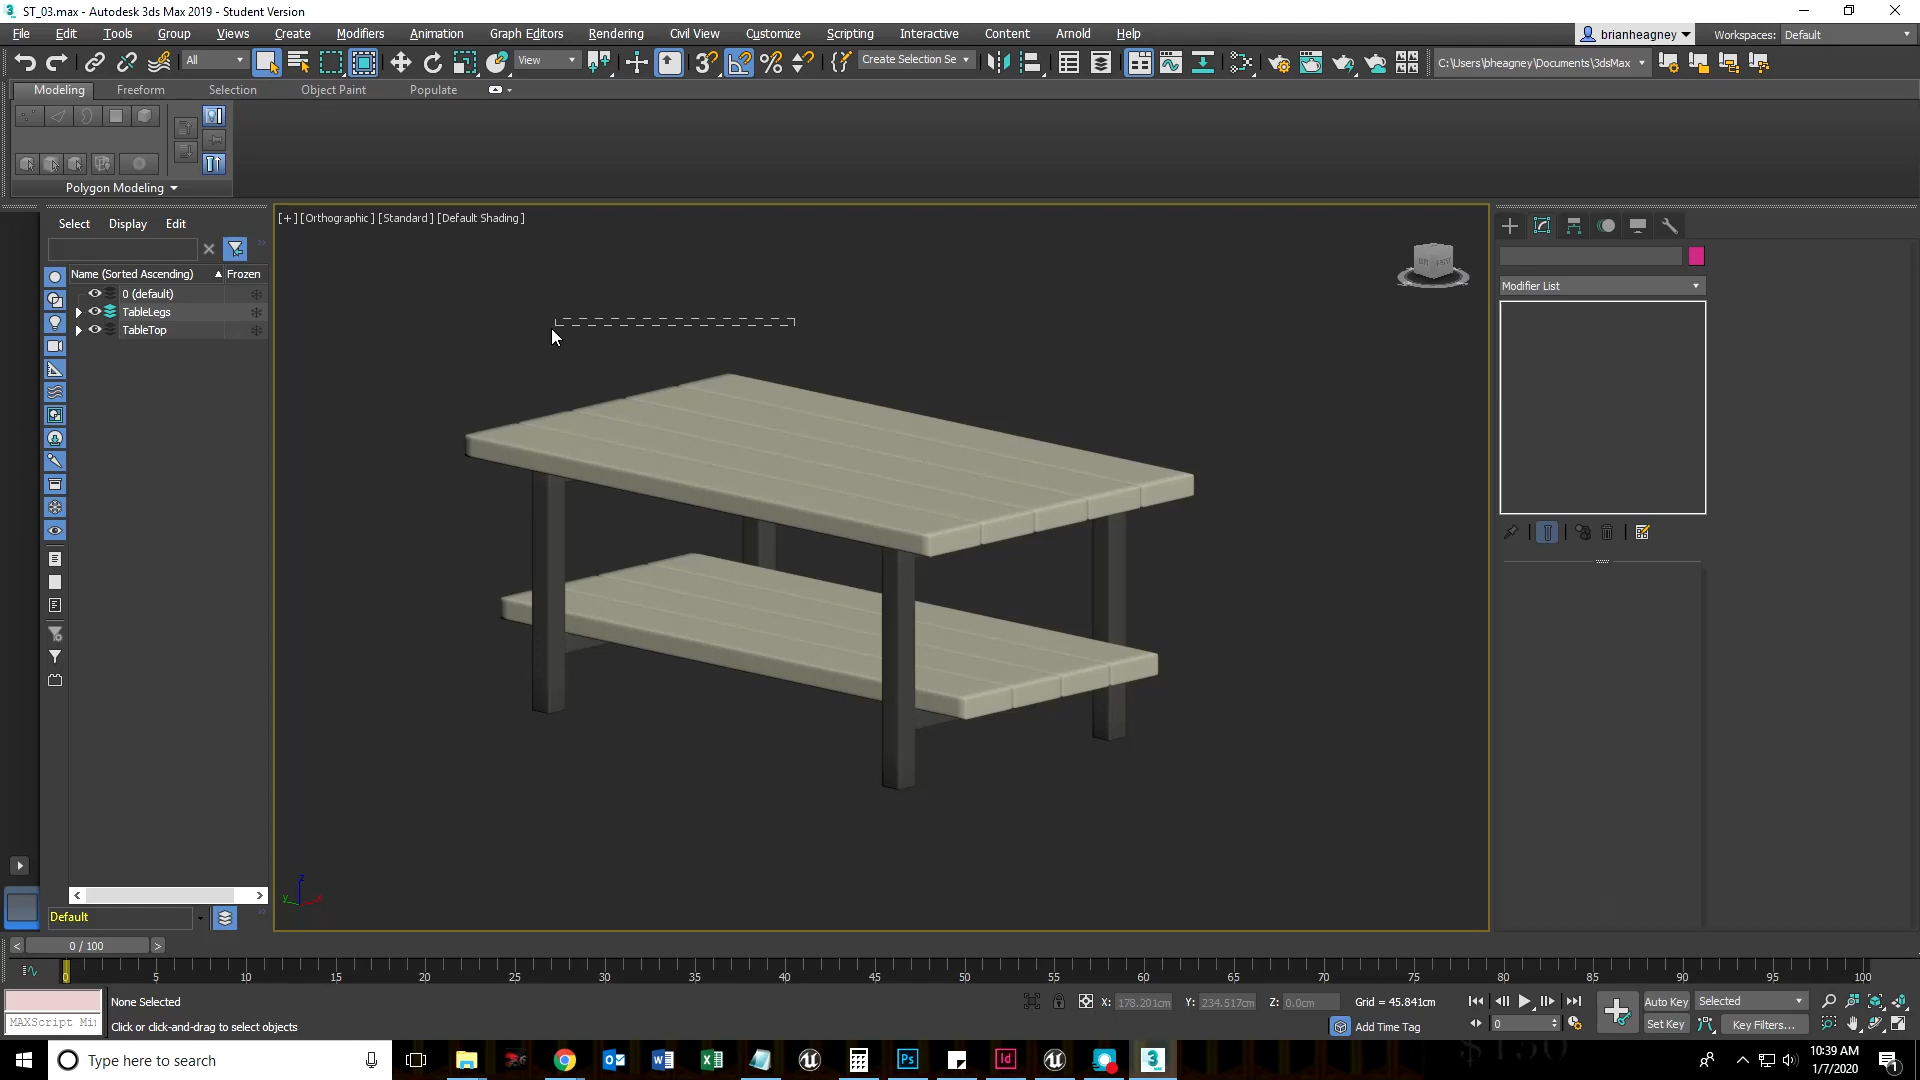 ST_03.max - Autodesk 3ds Max 2019 - Student Version
File Edit Tools Group Views Create Modifiers Animation Graph Editors Rendering Civil View Customize Scripting Interactive Content Arnold Help
brianheagney
Workspaces: Default
All
View
Create Selection Se
C:\Users\bheagney\Documents\3dsMax
Modeling Freeform Selection Object Paint Populate
Polygon Modeling
Select Display Edit
Name (Sorted Ascending) Frozen
0 (default)
TableLegs
TableTop
[+] [Orthographic] [Standard] [Default Shading]
Modifier List
z
y
x
Default
0 / 100
0 5 10 15 20 25 30 35 40 45 50 55 60 65 70 75 80 85 90 95 100
None Selected
X: 178.201cm Y: 234.517cm Z: 0.0cm Grid = 45.841cm
Auto Key Selected
MAXScript Mi
Click or click-and-drag to select objects
Add Time Tag
0
Set Key Key Filters...
Type here to search
10:39 AM
1/7/2020
$150